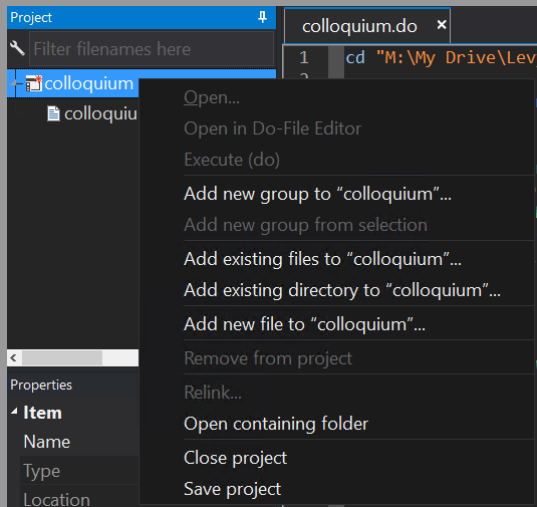 Project
colloquium.do ×
Filter filenames here
1 cd "M:\My Drive\Lev
2
colloquium
colloquiu
Open...
Open in Do-File Editor
Execute (do)
Add new group to “colloquium”...
Add new group from selection
Add existing files to “colloquium”...
Add existing directory to “colloquium”...
Add new file to “colloquium”...
Remove from project
Relink...
Open containing folder
Close project
Save project
Properties
Item
Name
Type
Location